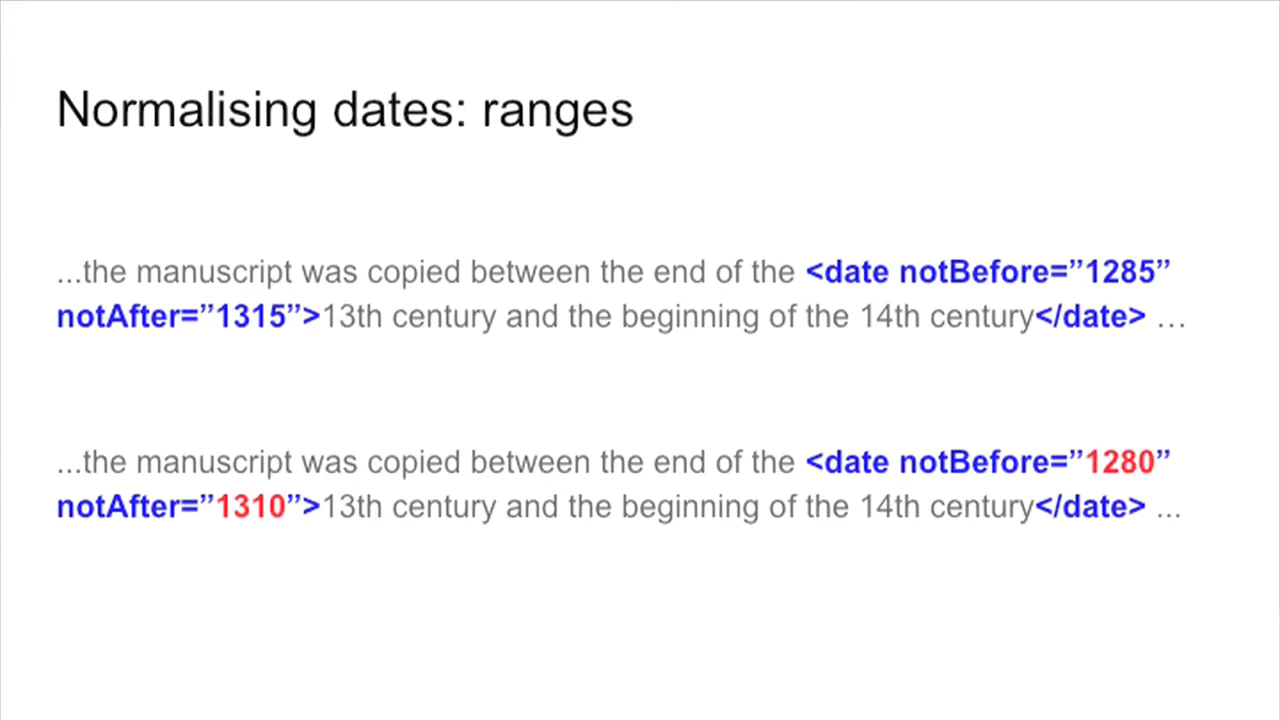 Normalising dates: ranges
...the manuscript was copied between the end of the <date notBefore=”1285”
notAfter=”1315”>13th century and the beginning of the 14th century</date> …
...the manuscript was copied between the end of the <date notBefore=”1280”
notAfter=”1310”>13th century and the beginning of the 14th century</date> ...